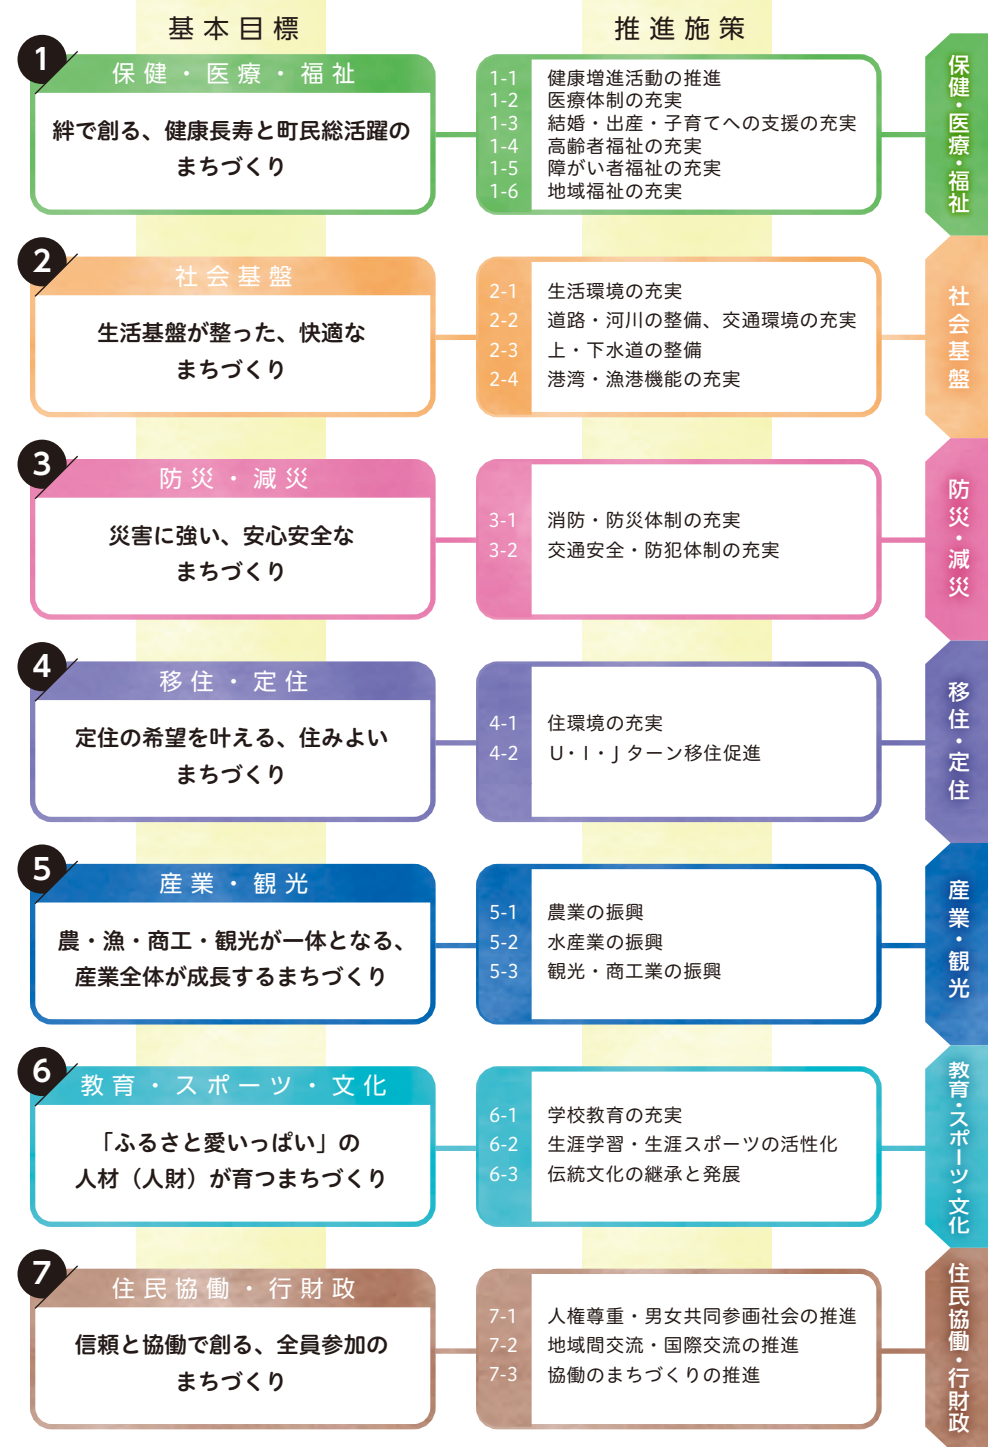 基本目標
推進施策
1
保健・医療・福祉
絆で創る、健康長寿と町民総活躍の
まちづくり
1-1 健康増進活動の推進
1-2 医療体制の充実
1-3 結婚・出産・子育てへの支援の充実
1-4 高齢者福祉の充実
1-5 障がい者福祉の充実
1-6 地域福祉の充実
保健・医療・福祉
2
社会基盤
生活基盤が整った、快適な
まちづくり
2-1 生活環境の充実
2-2 道路・河川の整備、交通環境の充実
2-3 上・下水道の整備
2-4 港湾・漁港機能の充実
社会基盤
3
防災・減災
災害に強い、安心安全な
まちづくり
3-1 消防・防災体制の充実
3-2 交通安全・防犯体制の充実
防災・減災
4
移住・定住
定住の希望を叶える、住みよい
まちづくり
4-1 住環境の充実
4-2 U・I・Jターン移住促進
移住・定住
5
産業・観光
農・漁・商工・観光が一体となる、
産業全体が成長するまちづくり
5-1 農業の振興
5-2 水産業の振興
5-3 観光・商工業の振興
産業・観光
6
教育・スポーツ・文化
「ふるさと愛いっぱい」の
人材（人財）が育つまちづくり
6-1 学校教育の充実
6-2 生涯学習・生涯スポーツの活性化
6-3 伝統文化の継承と発展
教育・スポーツ・文化
7
住民協働・行財政
信頼と協働で創る、全員参加の
まちづくり
7-1 人権尊重・男女共同参画社会の推進
7-2 地域間交流・国際交流の推進
7-3 協働のまちづくりの推進
住民協働・行財政